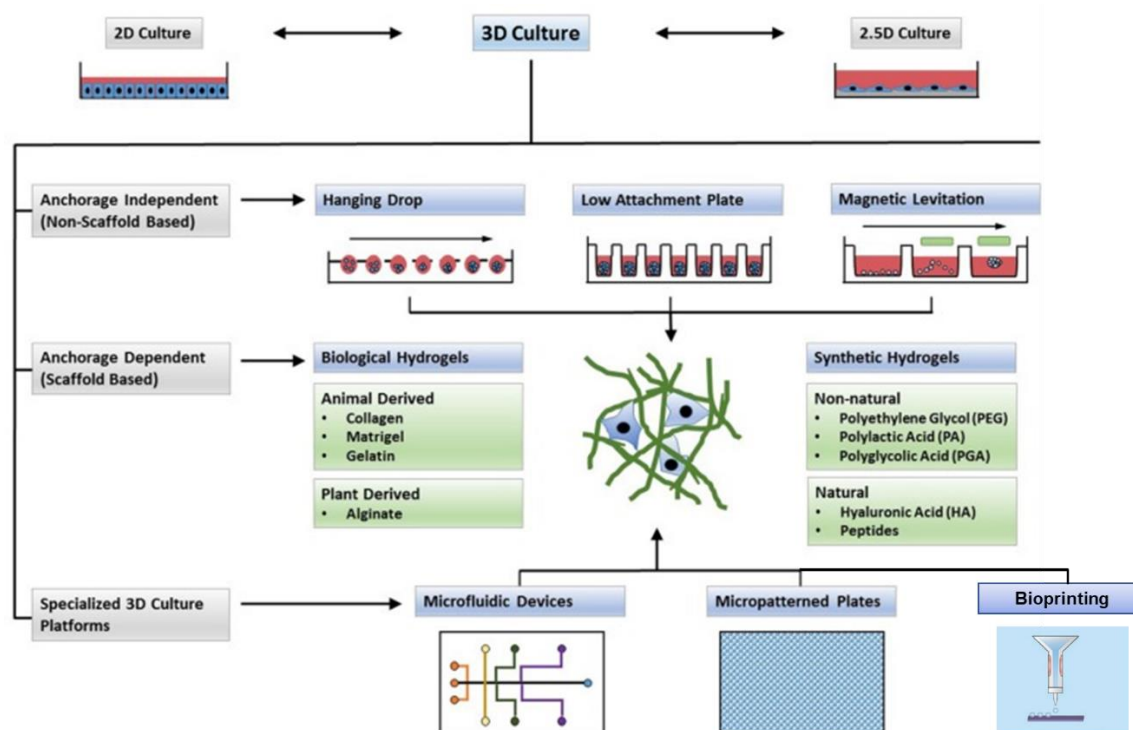 2D Culture
3D Culture
2.5D Culture
Anchorage Independent
(Non-Scaffold Based)
Hanging Drop
Low Attachment Plate
Magnetic Levitation
Anchorage Dependent
(Scaffold Based)
Biological Hydrogels
Animal Derived
• Collagen
• Matrigel
• Gelatin
Plant Derived
• Alginate
Synthetic Hydrogels
Non-natural
• Polyethylene Glycol (PEG)
• Polylactic Acid (PA)
• Polyglycolic Acid (PGA)
Natural
• Hyaluronic Acid (HA)
• Peptides
Specialized 3D Culture
Platforms
Microfluidic Devices
Micropatterned Plates
Bioprinting